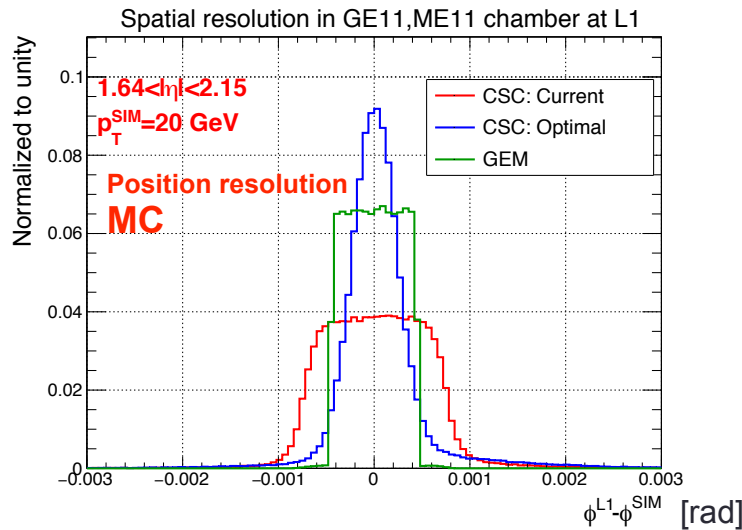 Spatial resolution in GE11,ME11 chamber at L1
Normalized to unity
0.1
0.08
0.06
0.04
0.02
0
1.64<|η|<2.15
p_T^SIM=20 GeV
Position resolution
MC
CSC: Current
CSC: Optimal
GEM
−0.003 −0.002 −0.001 0 0.001 0.002 0.003
ϕ^L1-ϕ^SIM [rad]